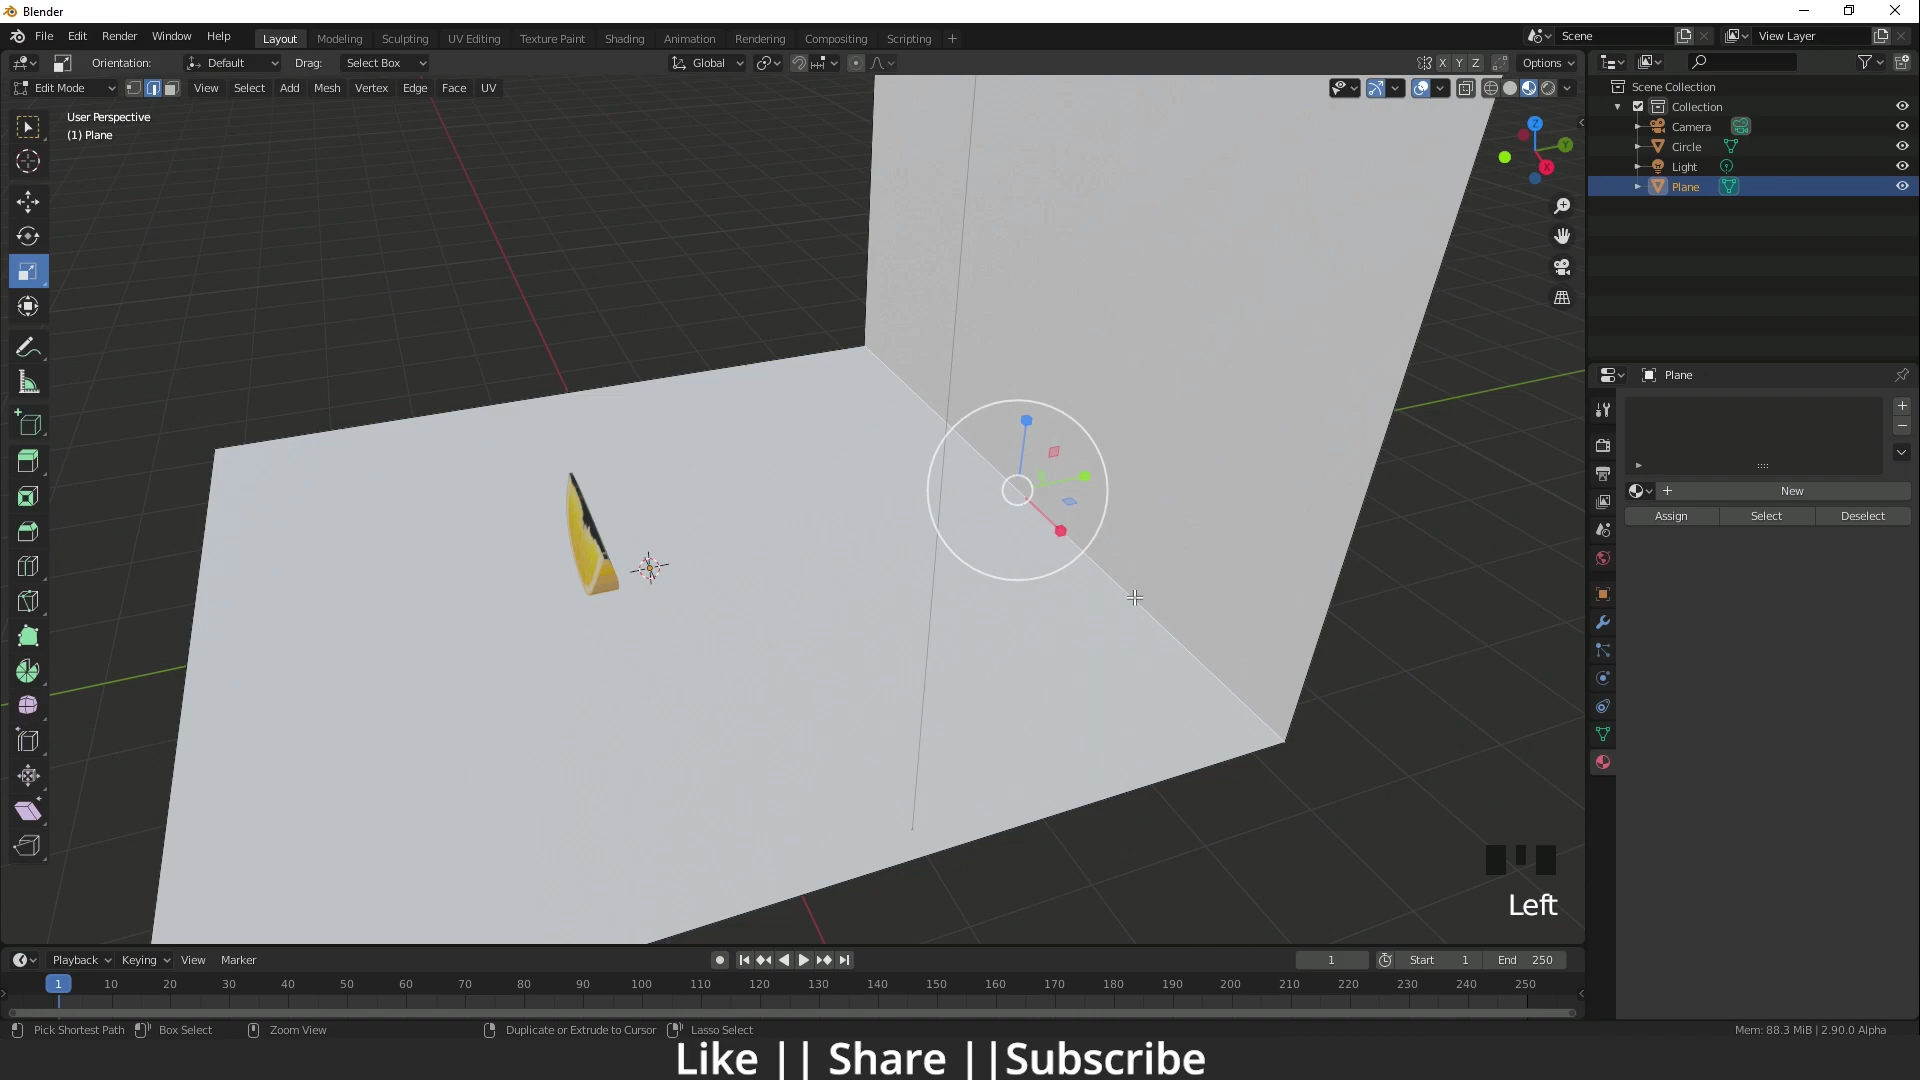 Blender
File Edit Render Window Help
Layout Modeling Sculpting UV Editing Texture Paint Shading Animation Rendering Compositing Scripting +
Scene
View Layer
Orientation: Default Drag: Select Box
Global
X Y Z
Options
Edit Mode View Select Add Mesh Vertex Edge Face UV
User Perspective
(1) Plane
Z
Y
X
Scene Collection
Collection
Camera
Circle
Light
Plane
Plane
New
Assign Select Deselect
Left
Playback Keying View Marker
1 Start 1 End 250
1 10 20 30 40 50 60 70 80 90 100 110 120 130 140 150 160 170 180 190 200 210 220 230 240 250
Pick Shortest Path Box Select Zoom View Duplicate or Extrude to Cursor Lasso Select
Mem: 88.3 MiB | 2.90.0 Alpha
Like || Share ||Subscribe